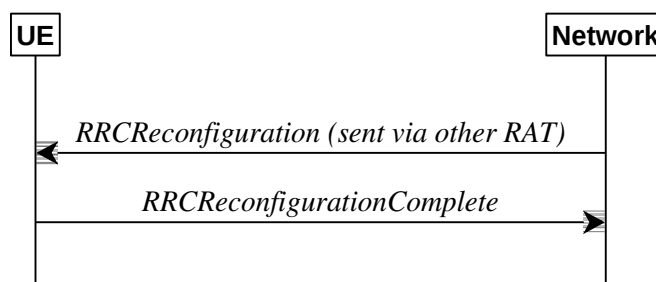 UE
Network
RRCReconfiguration (sent via other RAT)
RRCReconfigurationComplete